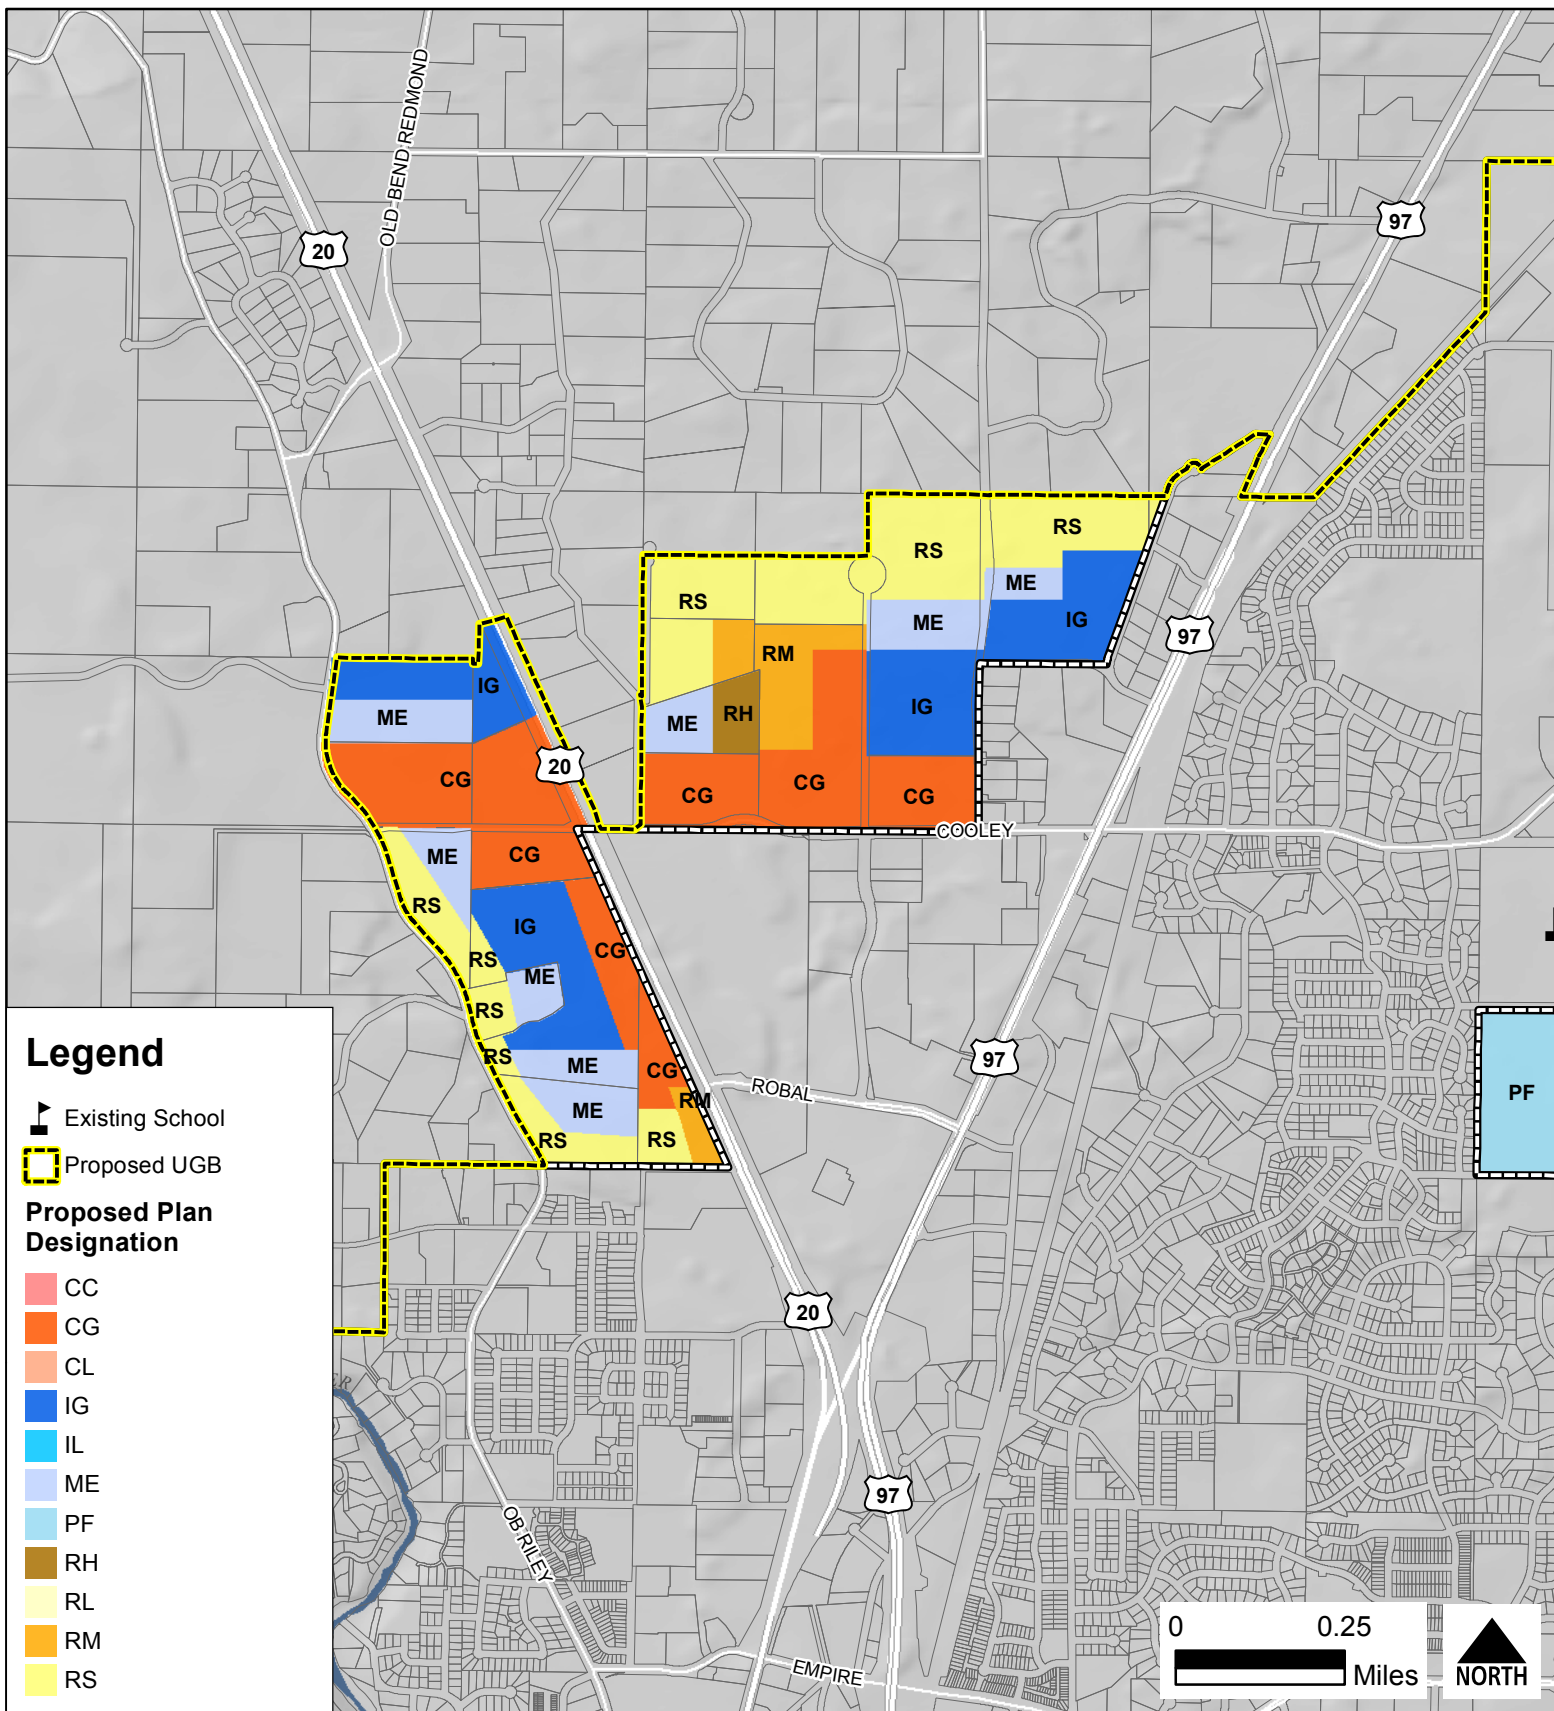 OLD BEND REDMOND
20
97
RS
RS
ME
RS
ME
IG
97
RM
IG
ME
RH
IG
ME
CG
20
CG
CG
CG
COOLEY
ME
CG
RS
IG
CG
RS
ME
RS
RS
ME
CG
97
ROBAL
RM
ME
RS
RS
PF
20
97
OB RILEY
EMPIRE
Legend
Existing School
Proposed UGB
Proposed Plan
Designation
CC
CG
CL
IG
IL
ME
PF
RH
RL
RM
RS
0 0.25
Miles
NORTH